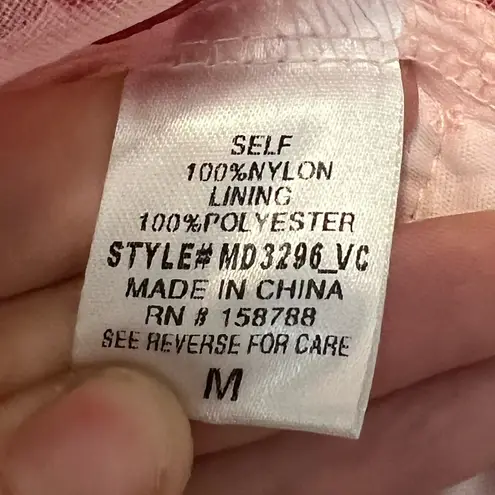 SELF
100%NYLON
LINING
100%POLYESTER
STYLE# MD3296_VC
MADE IN CHINA
RN # 158788
SEE REVERSE FOR CARE
M